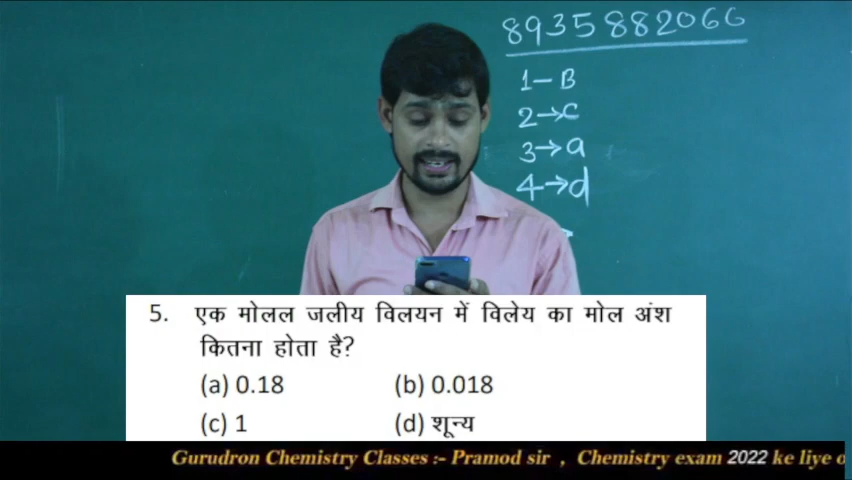 8935882066
1–B
2→c
3→a
4→d
5. एक मोलल जलीय विलयन में विलेय का मोल अंश
कितना होता है?
(a) 0.18 (b) 0.018
(c) 1 (d) शून्य
Gurudron Chemistry Classes :- Pramod sir , Chemistry exam 2022 ke liye